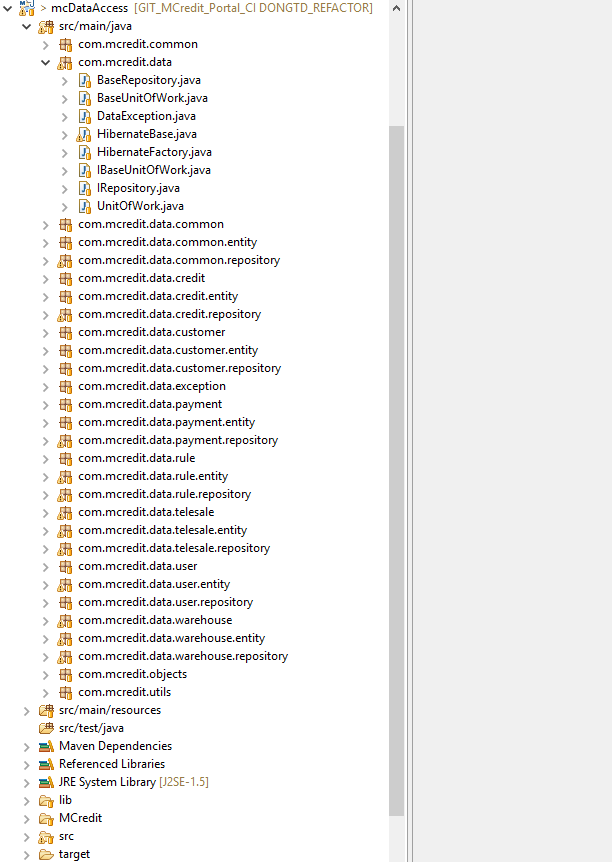 > mcDataAccess [GIT_MCredit_Portal_CI DONGTD_REFACTOR]
src/main/java
com.mcredit.common
com.mcredit.data
BaseRepository.java
BaseUnitOfWork.java
DataException.java
HibernateBase.java
HibernateFactory.java
IBaseUnitOfWork.java
IRepository.java
UnitOfWork.java
com.mcredit.data.common
com.mcredit.data.common.entity
com.mcredit.data.common.repository
com.mcredit.data.credit
com.mcredit.data.credit.entity
com.mcredit.data.credit.repository
com.mcredit.data.customer
com.mcredit.data.customer.entity
com.mcredit.data.customer.repository
com.mcredit.data.exception
com.mcredit.data.payment
com.mcredit.data.payment.entity
com.mcredit.data.payment.repository
com.mcredit.data.rule
com.mcredit.data.rule.entity
com.mcredit.data.rule.repository
com.mcredit.data.telesale
com.mcredit.data.telesale.entity
com.mcredit.data.telesale.repository
com.mcredit.data.user
com.mcredit.data.user.entity
com.mcredit.data.user.repository
com.mcredit.data.warehouse
com.mcredit.data.warehouse.entity
com.mcredit.data.warehouse.repository
com.mcredit.objects
com.mcredit.utils
src/main/resources
src/test/java
Maven Dependencies
Referenced Libraries
JRE System Library [J2SE-1.5]
lib
MCredit
src
target